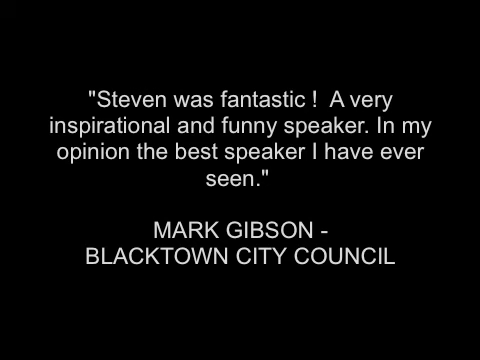 "Steven was fantastic !  A very
inspirational and funny speaker. In my
opinion the best speaker I have ever
seen."
MARK GIBSON -
BLACKTOWN CITY COUNCIL